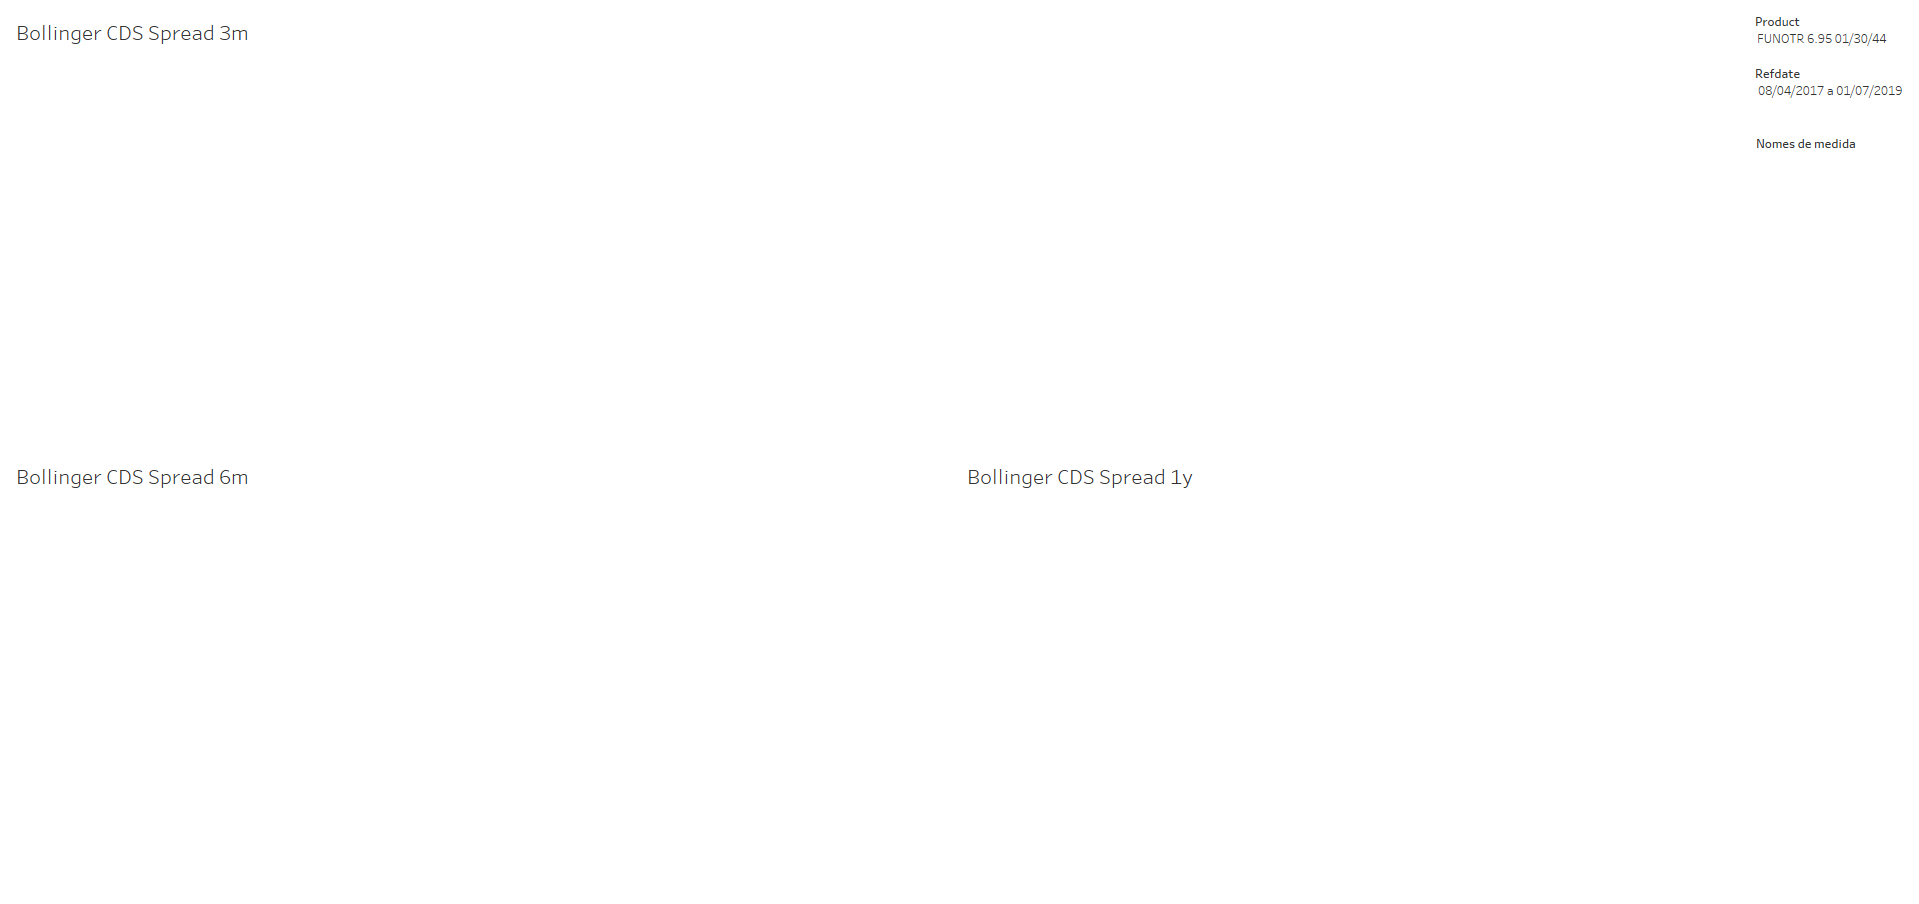 Bollinger CDS Spread 3m
Product
FUNOTR 6.95 01/30/44
Refdate
08/04/2017 a 01/07/2019
Nomes de medida
Bollinger CDS Spread 6m
Bollinger CDS Spread 1y